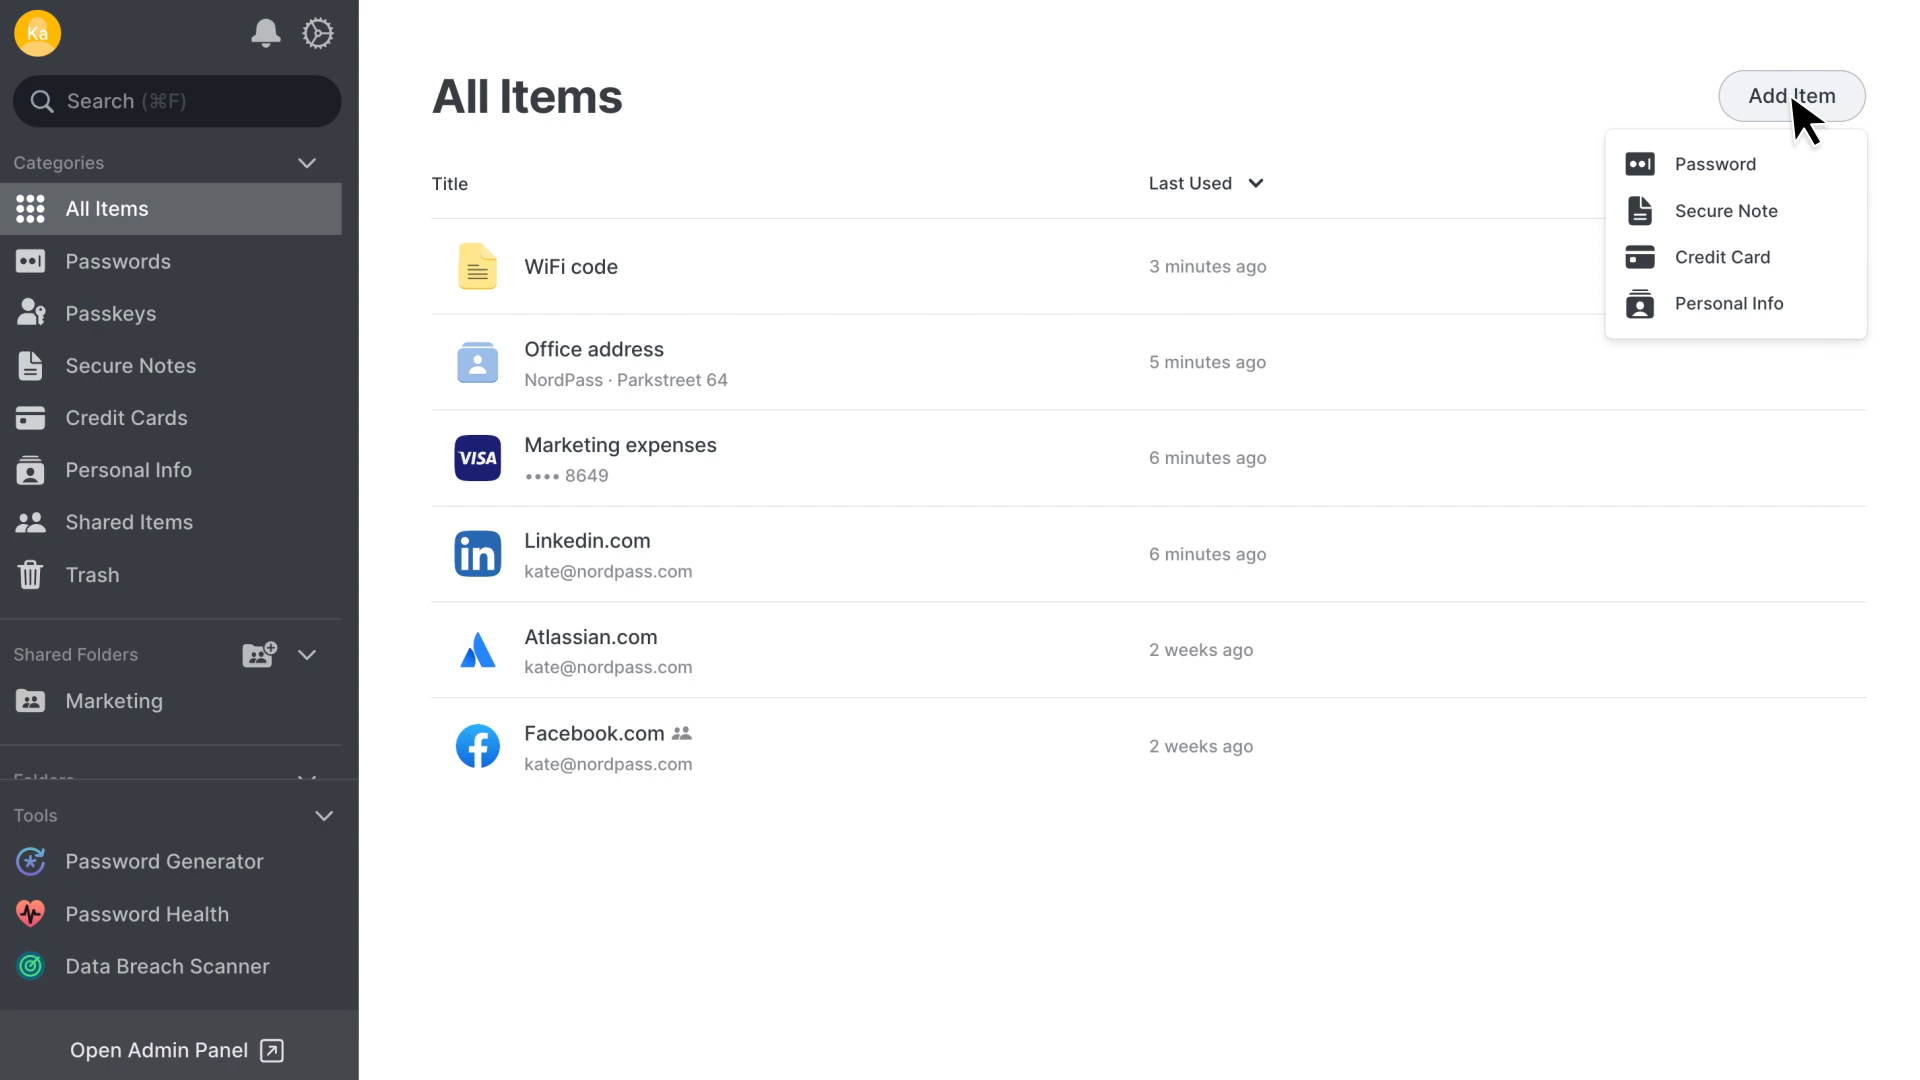 Ka
Search (⌘F)
Categories
All Items
Passwords
Passkeys
Secure Notes
Credit Cards
Personal Info
Shared Items
Trash
Shared Folders
Marketing
Folders
Tools
Password Generator
Password Health
Data Breach Scanner
Open Admin Panel
All Items
Add Item
Password
Secure Note
Credit Card
Personal Info
Title
Last Used
WiFi code
3 minutes ago
Office address
NordPass · Parkstreet 64
5 minutes ago
VISA
Marketing expenses
•••• 8649
6 minutes ago
in
Linkedin.com
kate@nordpass.com
6 minutes ago
Atlassian.com
kate@nordpass.com
2 weeks ago
Facebook.com
kate@nordpass.com
2 weeks ago